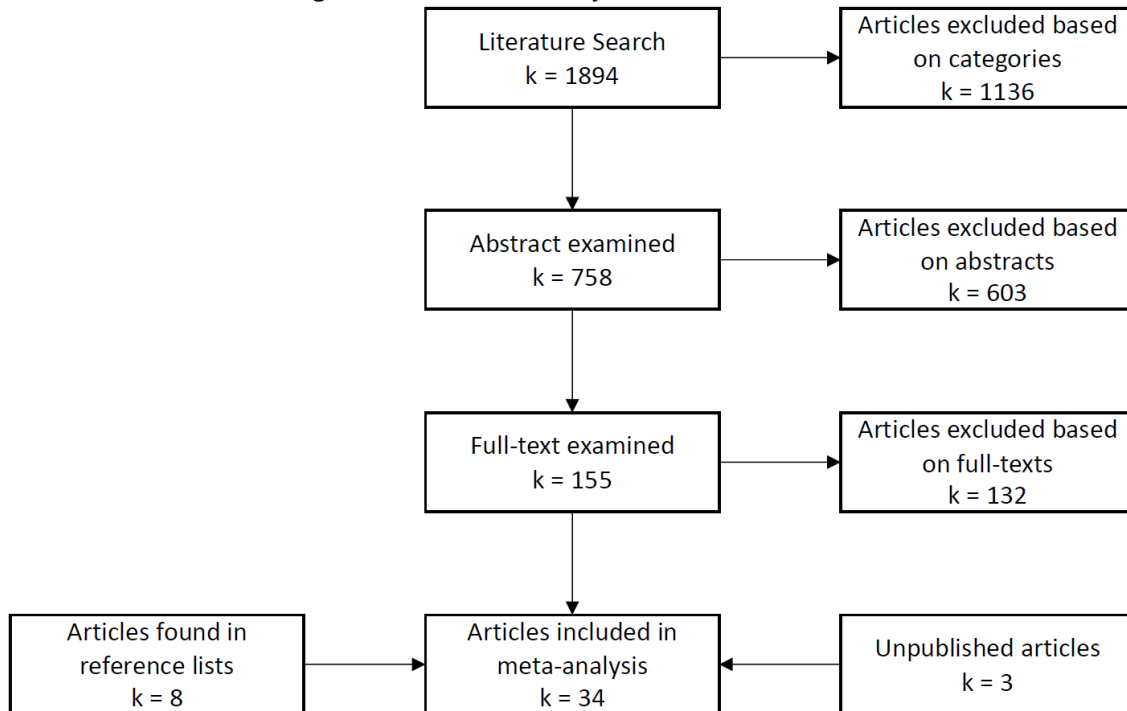 Literature Search
k = 1894
Articles excluded based
on categories
k = 1136
Abstract examined
k = 758
Articles excluded based
on abstracts
k = 603
Full-text examined
k = 155
Articles excluded based
on full-texts
k = 132
Articles found in
reference lists
k = 8
Articles included in
meta-analysis
k = 34
Unpublished articles
k = 3